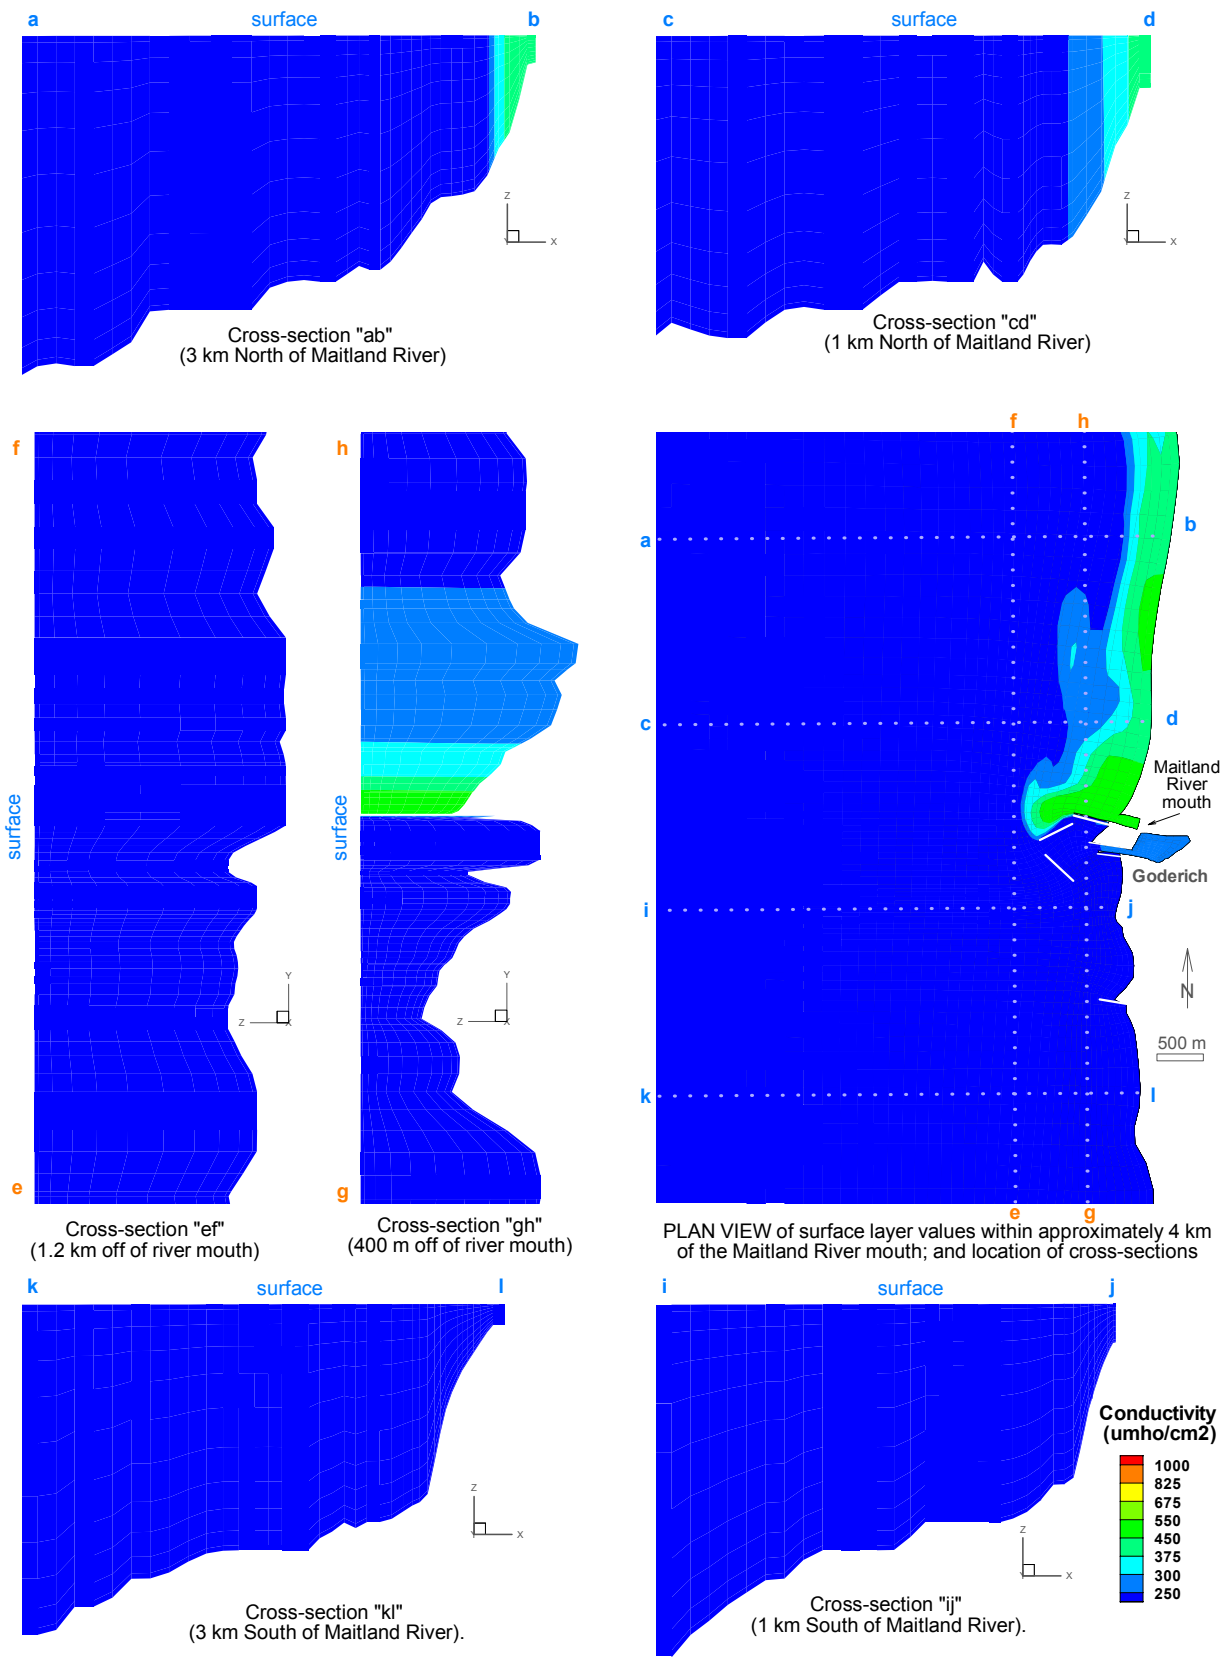 a surface b
c d
Z
X
Y
Cross-section "ab"
(3 km North of Maitland River)
Z
X
Y
Cross-section "cd"
(1 km North of Maitland River)
f
surface
e
Y
Z
X
Cross-section "ef"
(1.2 km off of river mouth)
h
surface
g
Y
Z
X
Cross-section "gh"
(400 m off of river mouth)
f h
b
a
c d
Maitland
River
mouth
Goderich
i j
N
500 m
k l
e g
PLAN VIEW of surface layer values within approximately 4 km
of the Maitland River mouth; and location of cross-sections
k surface l
Z
X
Y
Cross-section "kl"
(3 km South of Maitland River).
i surface j
Z
X
Y
Cross-section "ij"
(1 km South of Maitland River).
Conductivity
(umho/cm2)
1000
825
675
550
450
375
300
250